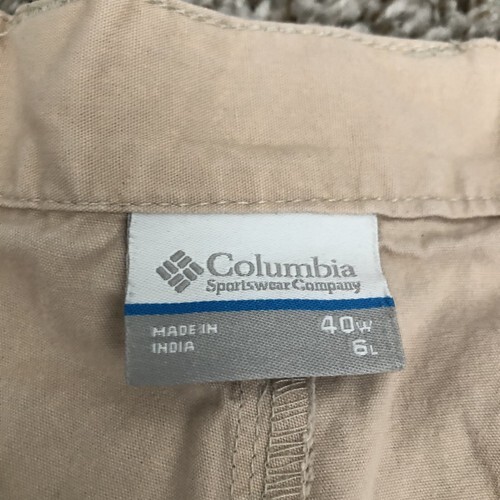 Columbia
Sportswear Company
MADE IN
INDIA
40W
6L